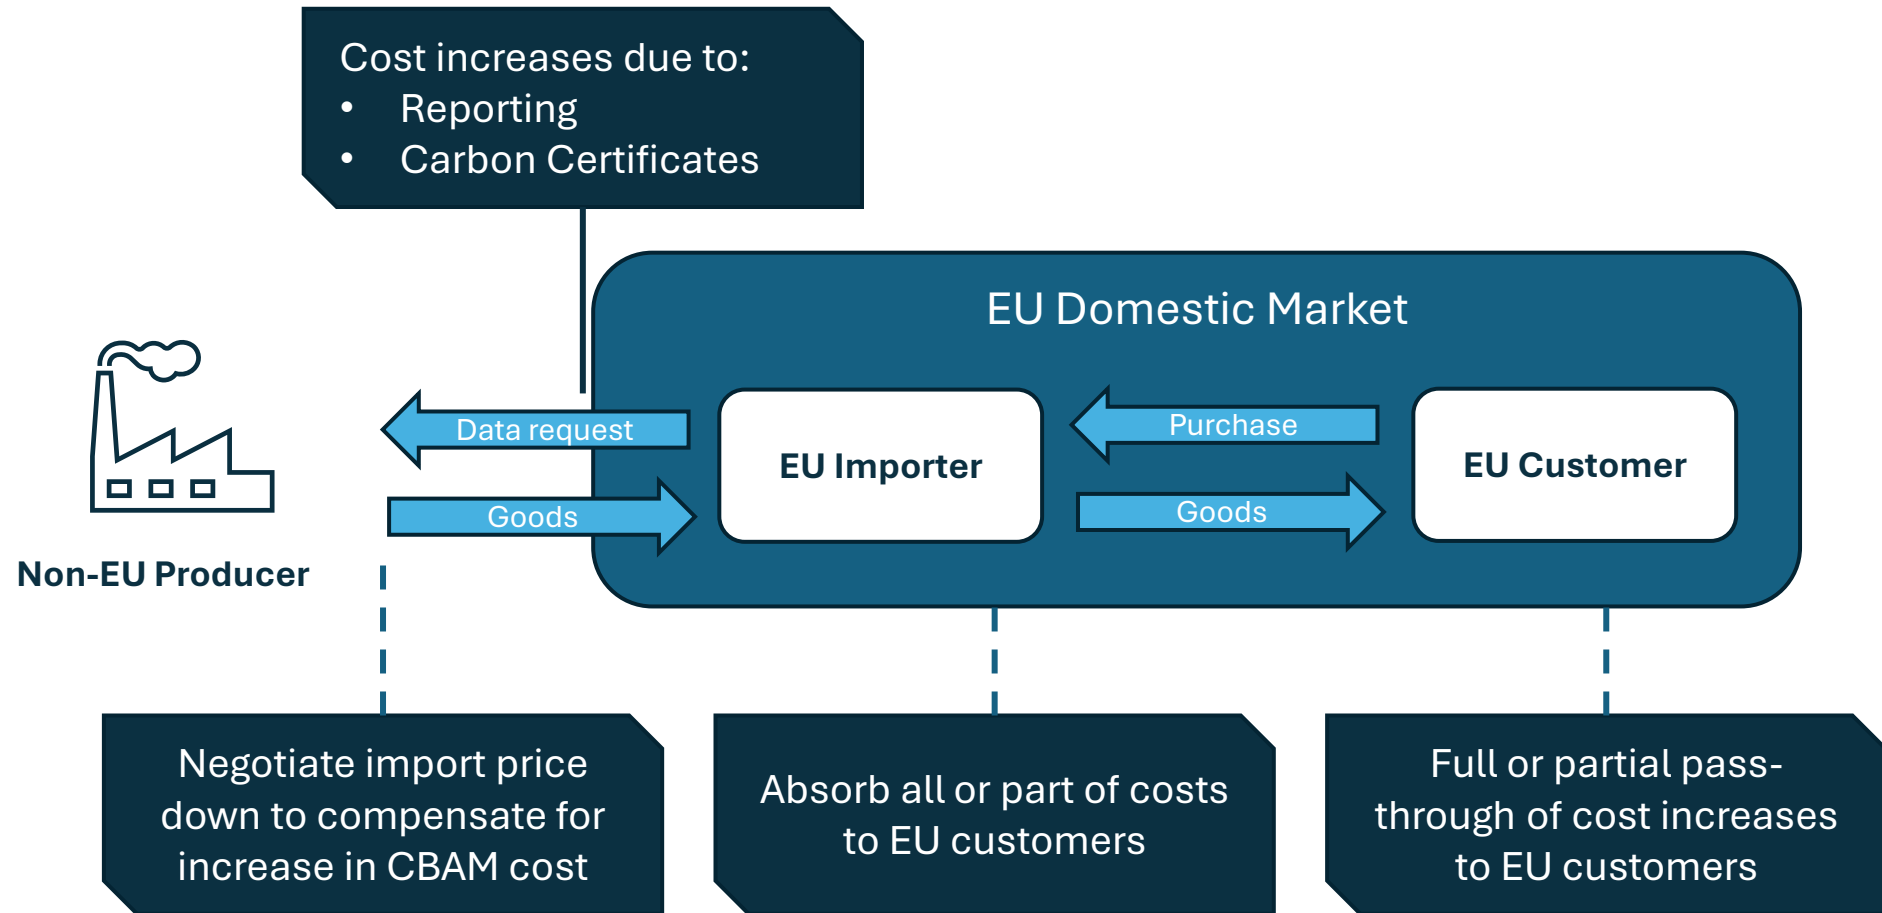 Cost increases due to:
• Reporting
• Carbon Certificates
EU Domestic Market
Data request
Goods
EU Importer
Purchase
Goods
EU Customer
Non-EU Producer
Negotiate import price
down to compensate for
increase in CBAM cost
Absorb all or part of costs
to EU customers
Full or partial pass-
through of cost increases
to EU customers